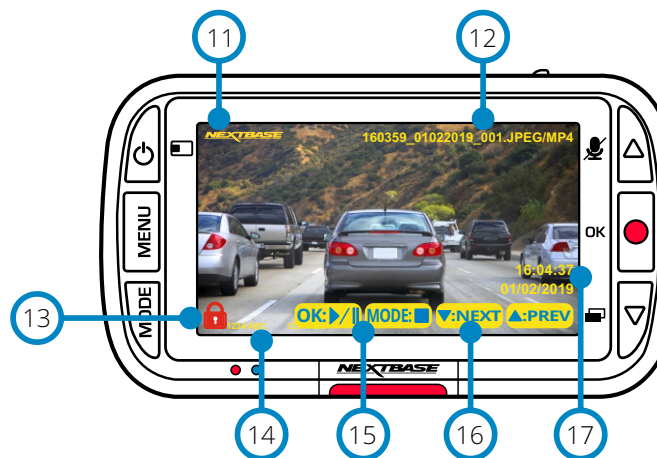 11
12
NEXTBASE
160359_01022019_001.JPEG/MP4
MENU
OK
16:04:37
01/02/2019
13
MODE
OK:▶/II MODE:■ ▼:NEXT ▲:PREV
NEXTBASE
14
15
16
17